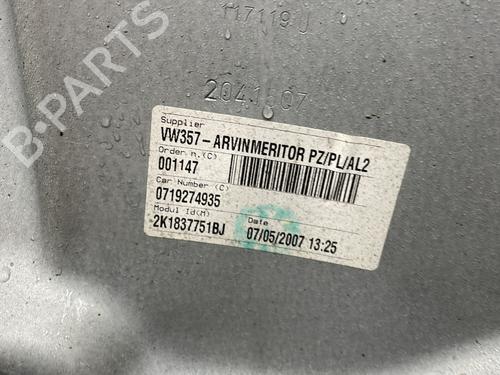 117119 J
2041 07
Supplier
VW357-ARVINMERITOR PZ/PL/AL2
Order n.(C)
001147
Car Number (C)
0719274935
Modul Id(M)
2K1837751BJ
Date
07/05/2007 13:25
B-Parts